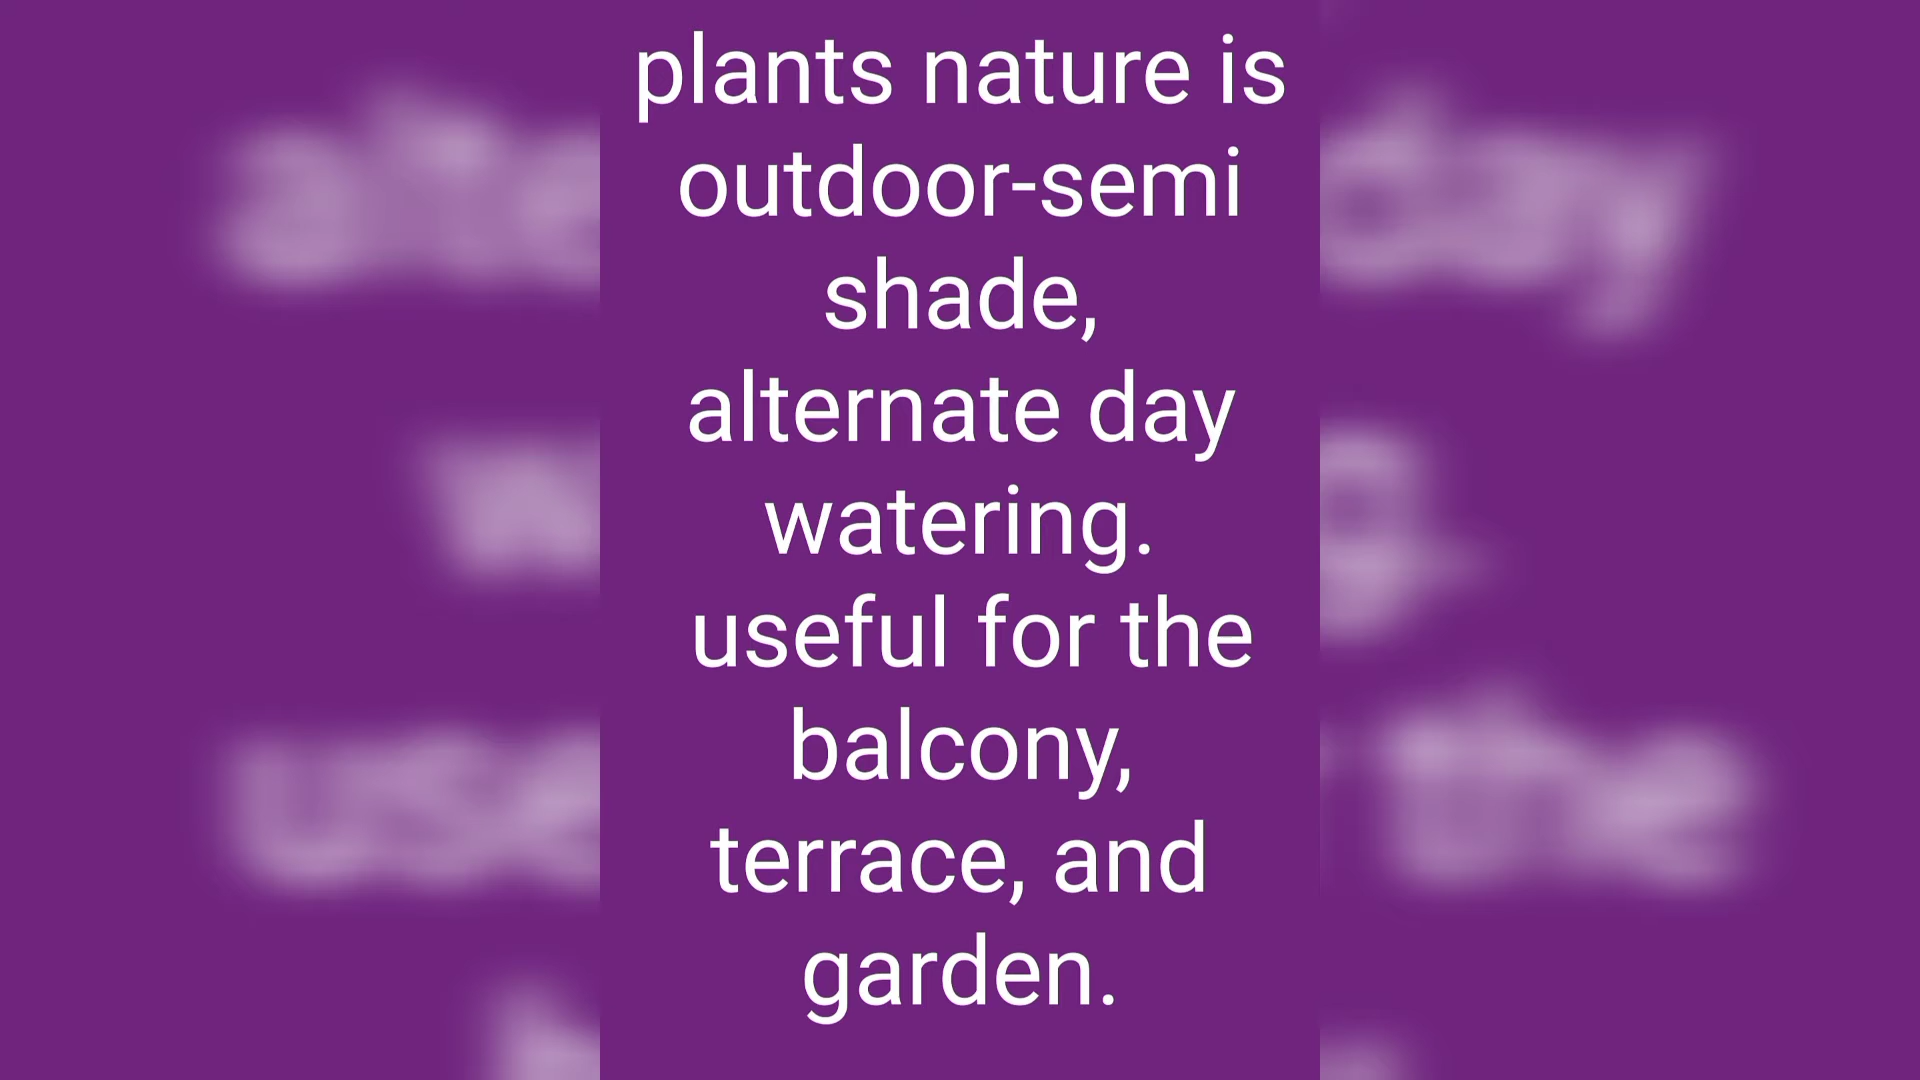 plants nature is
outdoor-semi
shade,
alternate day
watering.
useful for the
balcony,
terrace, and
garden.